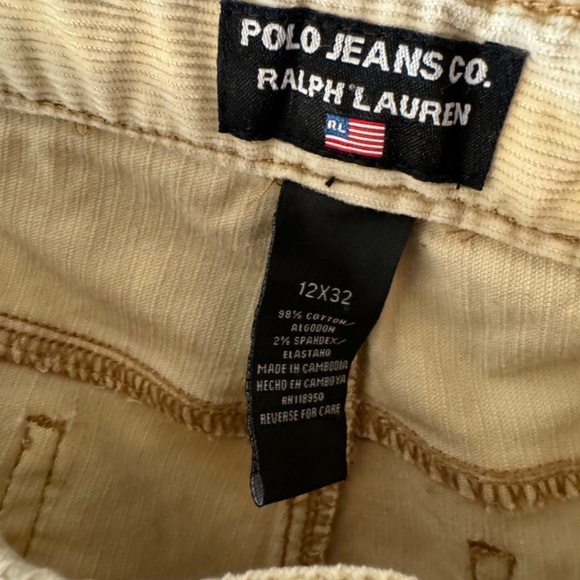 POLO JEANS CO.
RALPH LAUREN
RL
12X32
98% COTTON/
ALGODON
2% SPANDEX/
ELASTANO
MADE IN CAMBODIA
HECHO EN CAMBOYA
RN118950
REVERSE FOR CARE